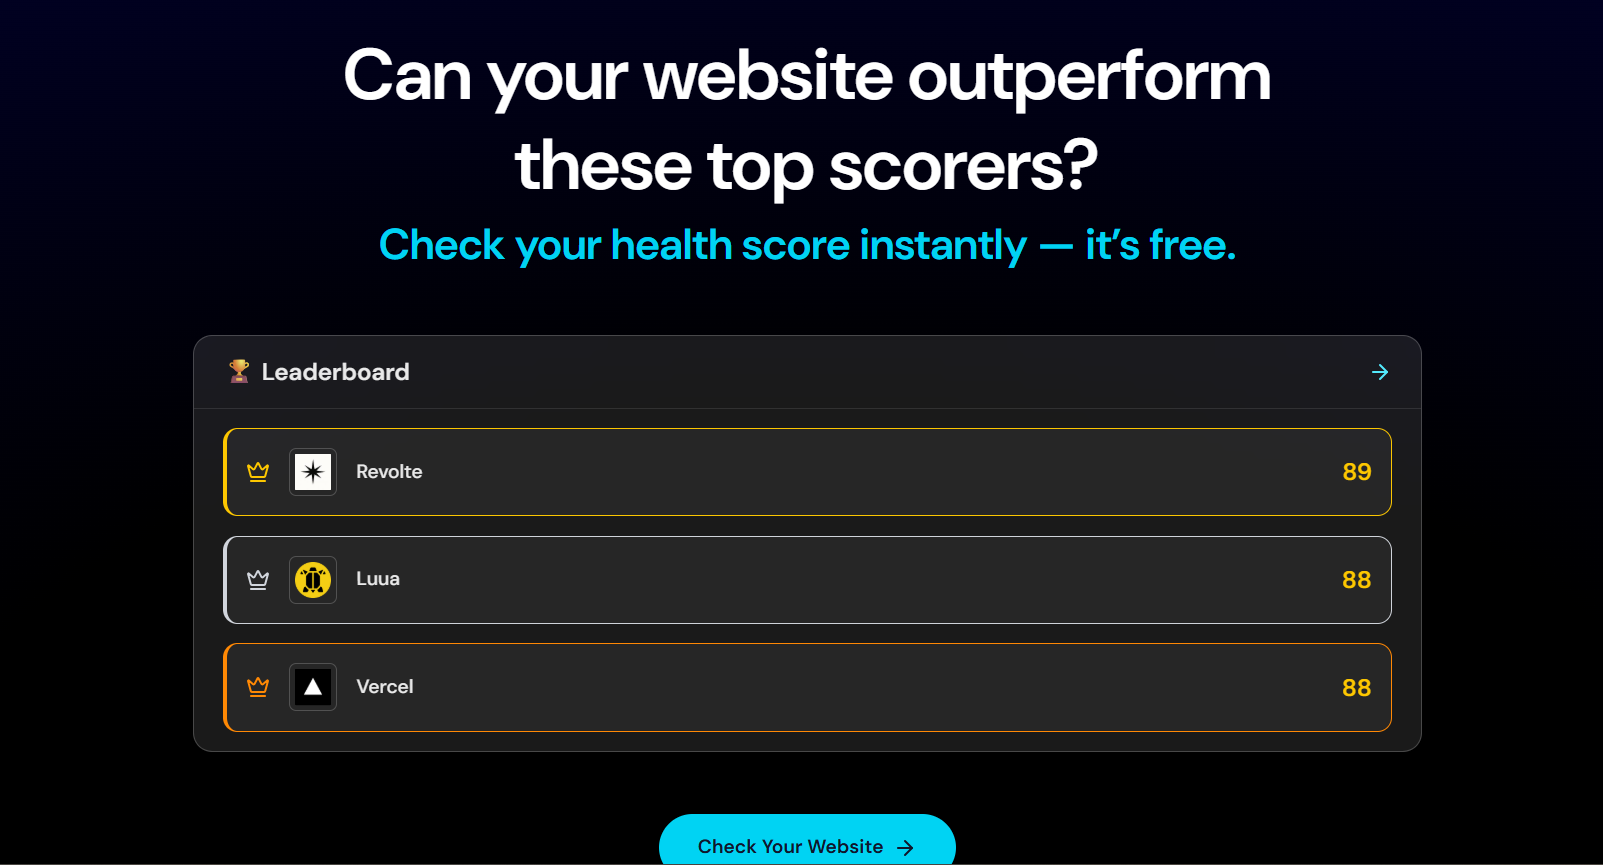 Can your website outperform
these top scorers?
Check your health score instantly — it’s free.
🏆 Leaderboard
Revolte
89
Luua
88
Vercel
88
Check Your Website →